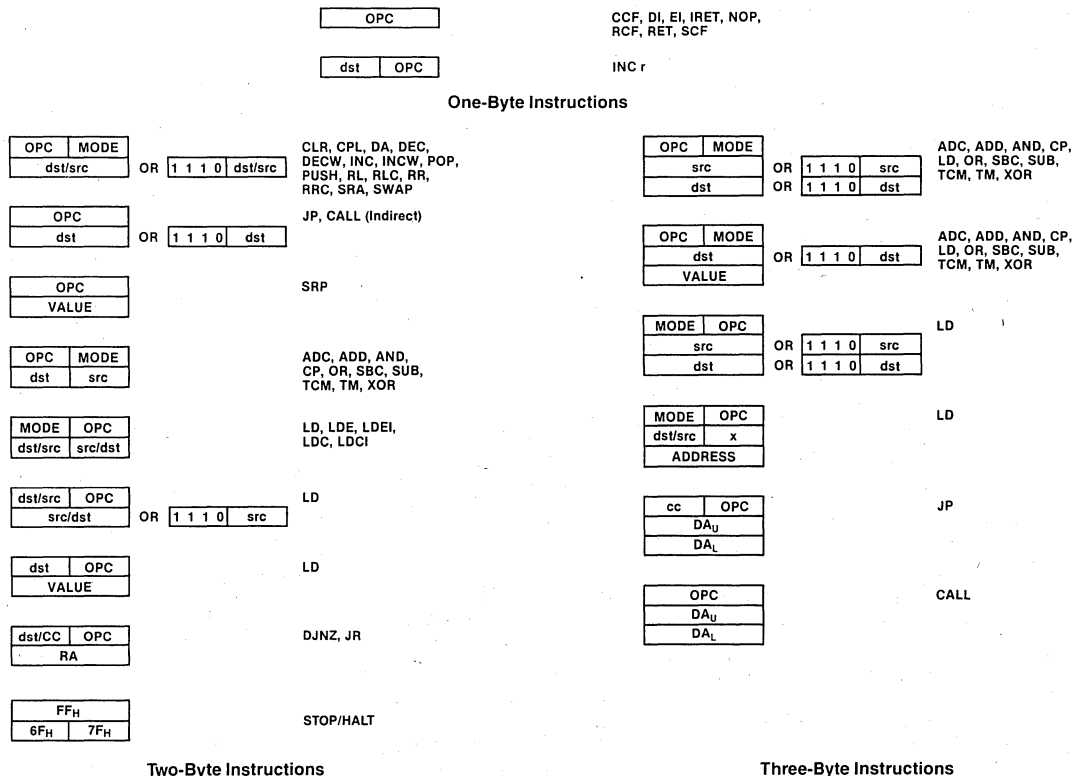 OPC
CCF, DI, EI, IRET, NOP,
RCF, RET, SCF
dst OPC
INC r
One-Byte Instructions
OPC MODE
dst/src OR 1 1 1 0 dst/src
CLR, CPL, DA, DEC,
DECW, INC, INCW, POP,
PUSH, RL, RLC, RR,
RRC, SRA, SWAP
OPC
dst OR 1 1 1 0 dst
JP, CALL (Indirect)
OPC
VALUE
SRP
OPC MODE
dst src
ADC, ADD, AND,
CP, OR, SBC, SUB,
TCM, TM, XOR
MODE OPC
dst/src src/dst
LD, LDE, LDEI,
LDC, LDCI
dst/src OPC
src/dst OR 1 1 1 0 src
LD
dst OPC
VALUE
LD
dst/CC OPC
RA
DJNZ, JR
FFH
6FH 7FH
STOP/HALT
Two-Byte Instructions
OPC MODE
src OR 1 1 1 0 src
dst OR 1 1 1 0 dst
ADC, ADD, AND, CP,
LD, OR, SBC, SUB,
TCM, TM, XOR
OPC MODE
dst OR 1 1 1 0 dst
VALUE
ADC, ADD, AND, CP,
LD, OR, SBC, SUB,
TCM, TM, XOR
MODE OPC
src OR 1 1 1 0 src
dst OR 1 1 1 0 dst
LD
MODE OPC
dst/src x
ADDRESS
LD
cc OPC
DAU
DAL
JP
OPC
DAU
DAL
CALL
Three-Byte Instructions